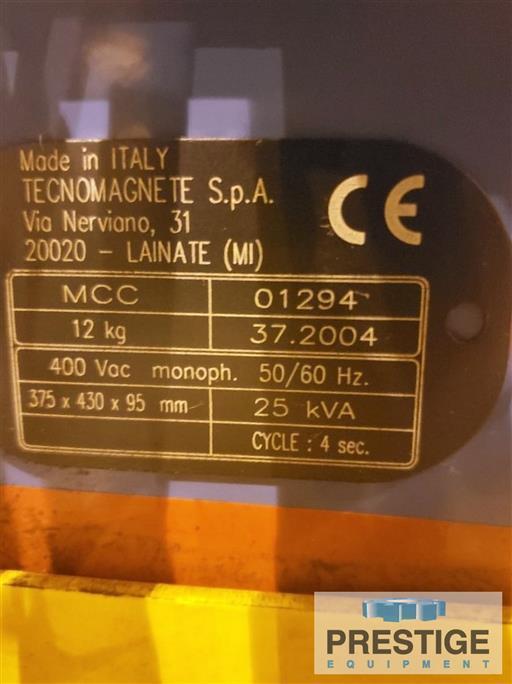 Made in ITALY
TECNOMAGNETE S.p.A.
Via Nerviano, 31
20020 - LAINATE (MI)
CE
MCC 01294
12 kg 37.2004
400 Vac monoph. 50/60 Hz.
375 x 430 x 95 mm 25 kVA
CYCLE : 4 sec.
PRESTIGE
EQUIPMENT